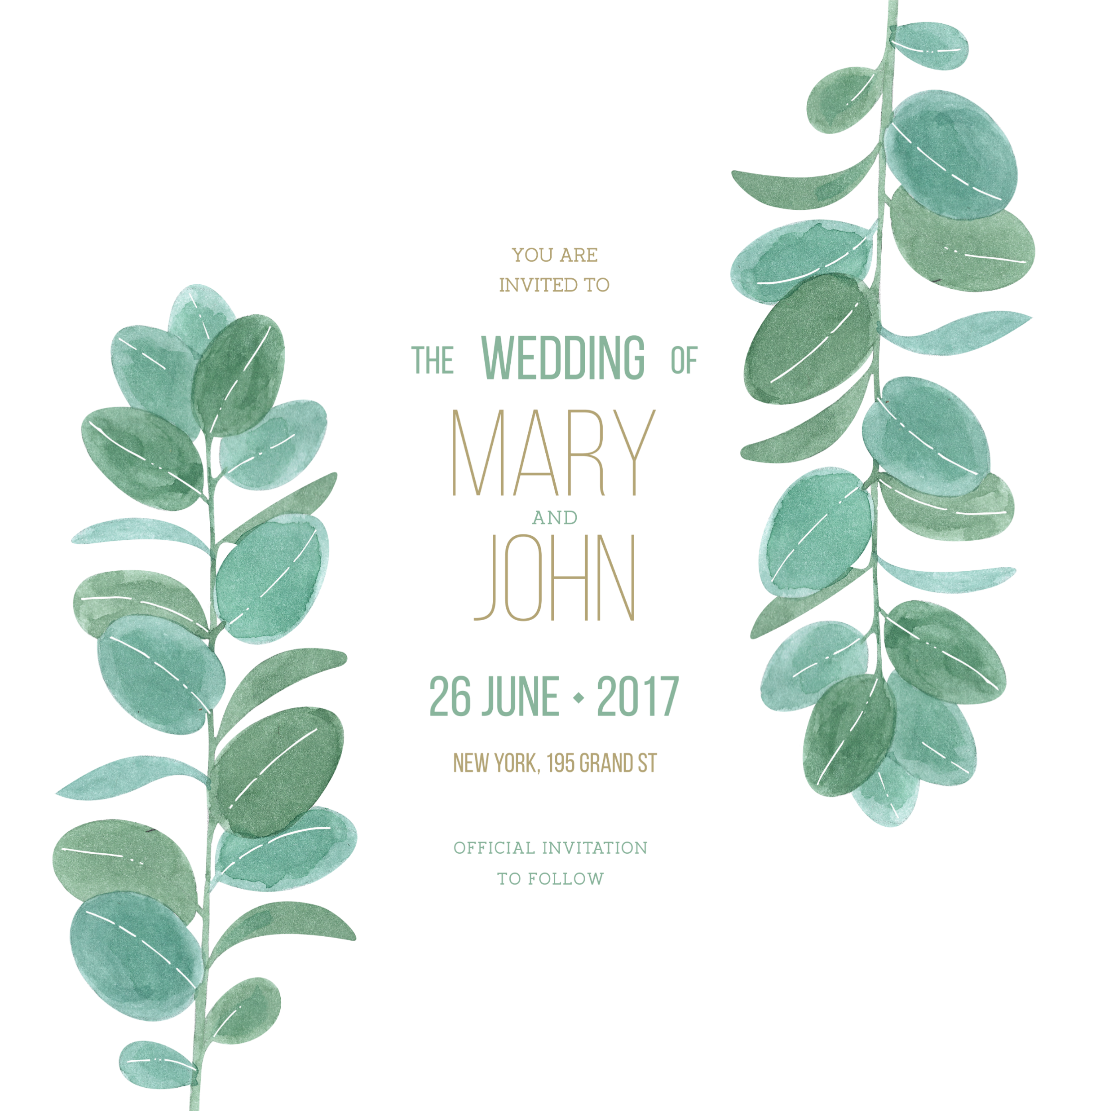 YOU ARE
INVITED TO
THE WEDDING OF
MARY
AND
JOHN
26 JUNE • 2017
NEW YORK, 195 GRAND ST
OFFICIAL INVITATION
TO FOLLOW